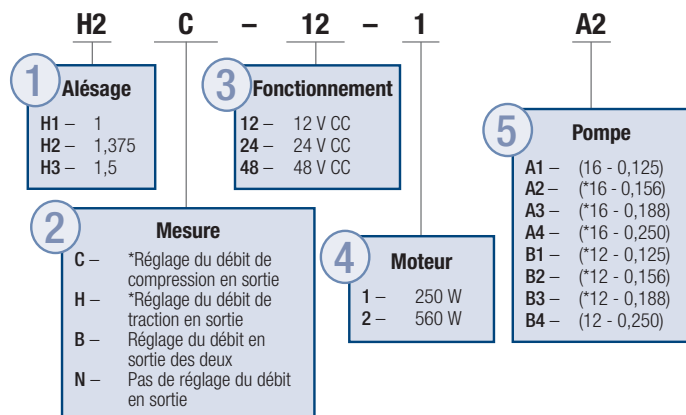 H2 C – 12 – 1 A2
1 Alésage
H1 – 1
H2 – 1,375
H3 – 1,5
2 Mesure
C – *Réglage du débit de
compression en sortie
H – *Réglage du débit de
traction en sortie
B – Réglage du débit en
sortie des deux
N – Pas de réglage du débit
en sortie
3 Fonctionnement
12 – 12 V CC
24 – 24 V CC
48 – 48 V CC
4 Moteur
1 – 250 W
2 – 560 W
5 Pompe
A1 – (16 - 0,125)
A2 – (*16 - 0,156)
A3 – (*16 - 0,188)
A4 – (*16 - 0,250)
B1 – (*12 - 0,125)
B2 – (*12 - 0,156)
B3 – (*12 - 0,188)
B4 – (12 - 0,250)